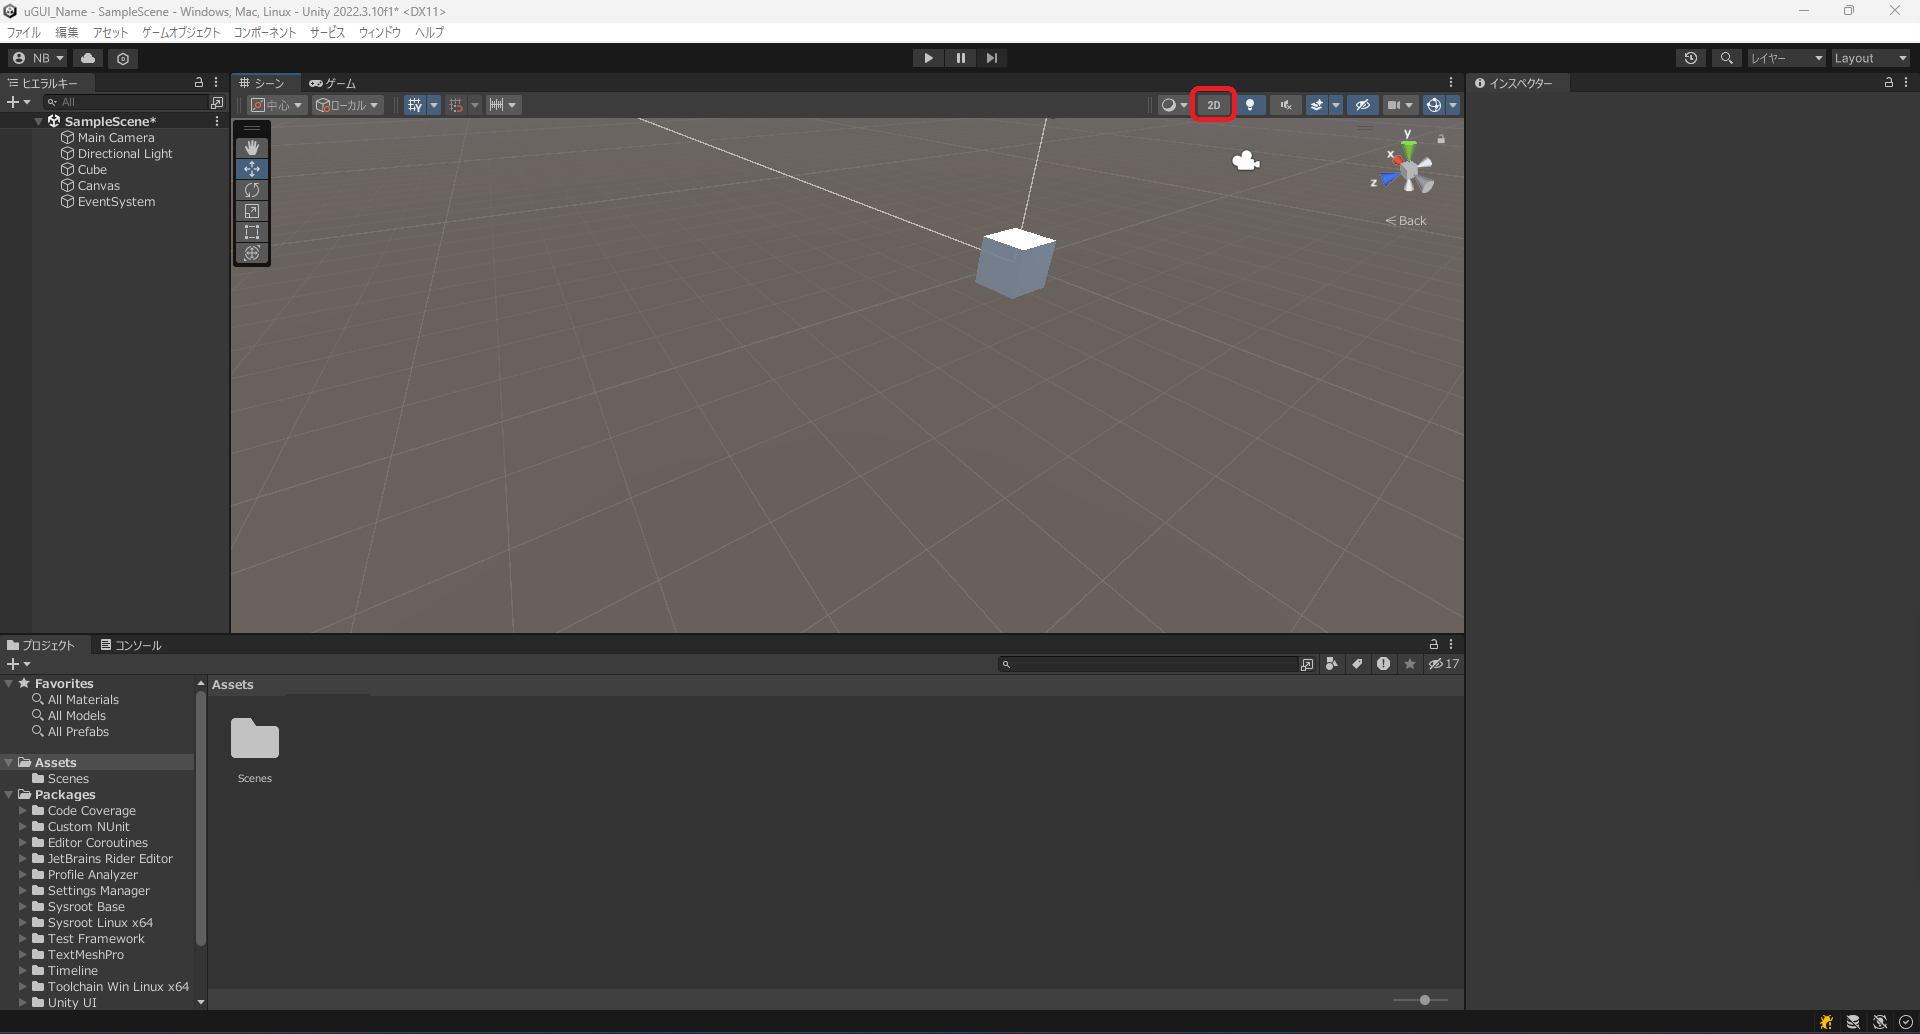 uGUI_Name - SampleScene - Windows, Mac, Linux - Unity 2022.3.10f1* <DX11>
ファイル 編集 アセット ゲームオブジェクト コンポーネント サービス ウィンドウ ヘルプ
NB レイヤー Layout
ヒエラルキー
All
SampleScene*
Main Camera
Directional Light
Cube
Canvas
EventSystem
シーン ゲーム
中心 ローカル 2D
y
x
z
Back
インスペクター
プロジェクト コンソール
17
Favorites
All Materials
All Models
All Prefabs
Assets
Scenes
Packages
Code Coverage
Custom NUnit
Editor Coroutines
JetBrains Rider Editor
Profile Analyzer
Settings Manager
Sysroot Base
Sysroot Linux x64
Test Framework
TextMeshPro
Timeline
Toolchain Win Linux x64
Unity UI
Assets
Scenes